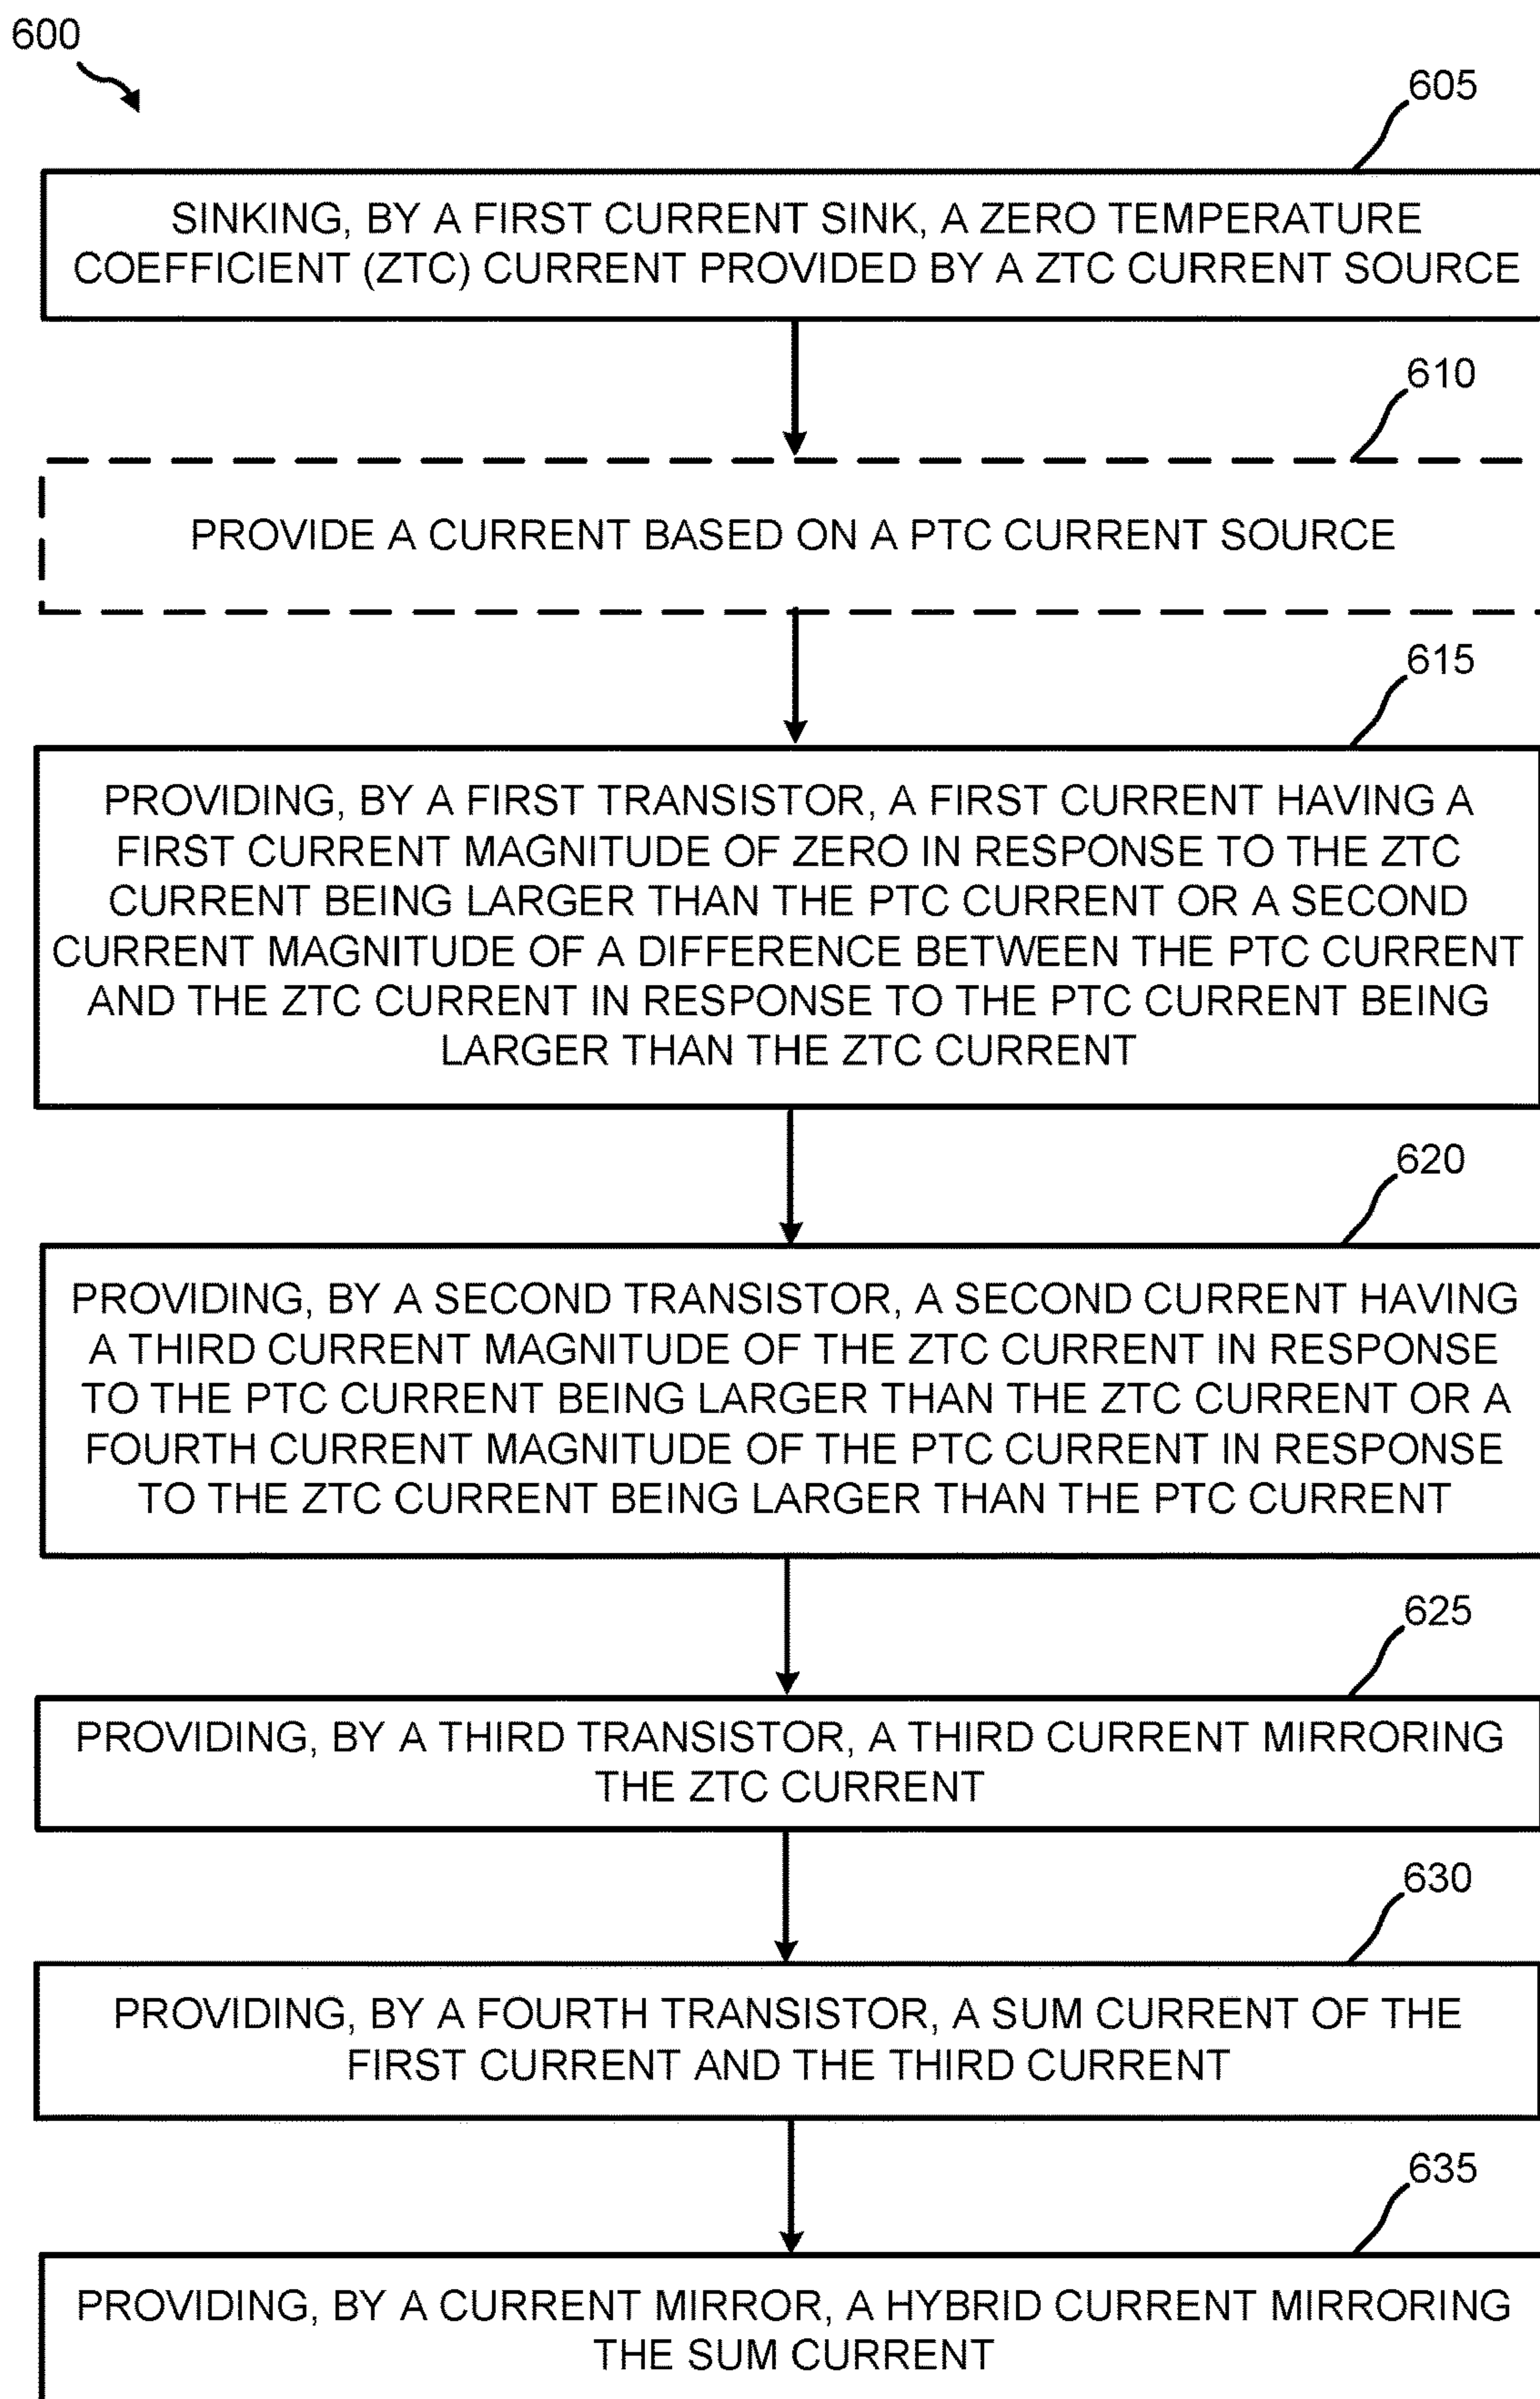 600
605
SINKING, BY A FIRST CURRENT SINK, A ZERO TEMPERATURE
COEFFICIENT (ZTC) CURRENT PROVIDED BY A ZTC CURRENT SOURCE
610
PROVIDE A CURRENT BASED ON A PTC CURRENT SOURCE
615
PROVIDING, BY A FIRST TRANSISTOR, A FIRST CURRENT HAVING A
FIRST CURRENT MAGNITUDE OF ZERO IN RESPONSE TO THE ZTC
CURRENT BEING LARGER THAN THE PTC CURRENT OR A SECOND
CURRENT MAGNITUDE OF A DIFFERENCE BETWEEN THE PTC CURRENT
AND THE ZTC CURRENT IN RESPONSE TO THE PTC CURRENT BEING
LARGER THAN THE ZTC CURRENT
620
PROVIDING, BY A SECOND TRANSISTOR, A SECOND CURRENT HAVING
A THIRD CURRENT MAGNITUDE OF THE ZTC CURRENT IN RESPONSE
TO THE PTC CURRENT BEING LARGER THAN THE ZTC CURRENT OR A
FOURTH CURRENT MAGNITUDE OF THE PTC CURRENT IN RESPONSE
TO THE ZTC CURRENT BEING LARGER THAN THE PTC CURRENT
625
PROVIDING, BY A THIRD TRANSISTOR, A THIRD CURRENT MIRRORING
THE ZTC CURRENT
630
PROVIDING, BY A FOURTH TRANSISTOR, A SUM CURRENT OF THE
FIRST CURRENT AND THE THIRD CURRENT
635
PROVIDING, BY A CURRENT MIRROR, A HYBRID CURRENT MIRRORING
THE SUM CURRENT